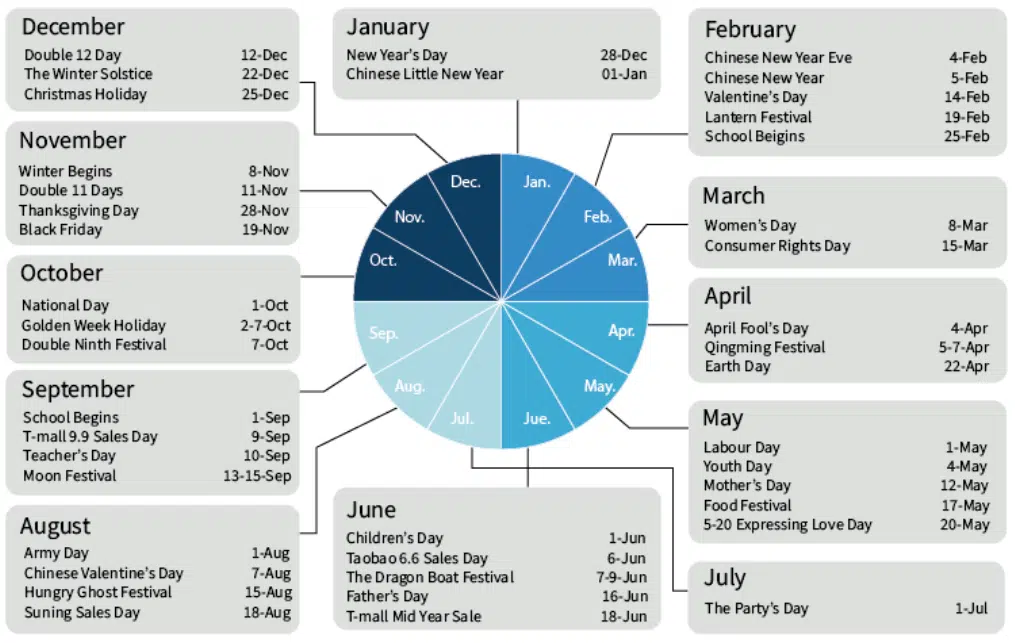 December
Double 12 Day 12-Dec
The Winter Solstice 22-Dec
Christmas Holiday 25-Dec
January
New Year's Day 28-Dec
Chinese Little New Year 01-Jan
February
Chinese New Year Eve 4-Feb
Chinese New Year 5-Feb
Valentine's Day 14-Feb
Lantern Festival 19-Feb
School Beigins 25-Feb
November
Winter Begins 8-Nov
Double 11 Days 11-Nov
Thanksgiving Day 28-Nov
Black Friday 19-Nov
March
Women's Day 8-Mar
Consumer Rights Day 15-Mar
October
National Day 1-Oct
Golden Week Holiday 2-7-Oct
Double Ninth Festival 7-Oct
April
April Fool's Day 4-Apr
Qingming Festival 5-7-Apr
Earth Day 22-Apr
September
School Begins 1-Sep
T-mall 9.9 Sales Day 9-Sep
Teacher's Day 10-Sep
Moon Festival 13-15-Sep
May
Labour Day 1-May
Youth Day 4-May
Mother's Day 12-May
Food Festival 17-May
5-20 Expressing Love Day 20-May
August
Army Day 1-Aug
Chinese Valentine's Day 7-Aug
Hungry Ghost Festival 15-Aug
Suning Sales Day 18-Aug
June
Children's Day 1-Jun
Taobao 6.6 Sales Day 6-Jun
The Dragon Boat Festival 7-9-Jun
Father's Day 16-Jun
T-mall Mid Year Sale 18-Jun
July
The Party's Day 1-Jul
Dec.
Jan.
Nov.
Feb.
Oct.
Mar.
Sep.
Apr.
Aug.
May.
Jul.
Jue.